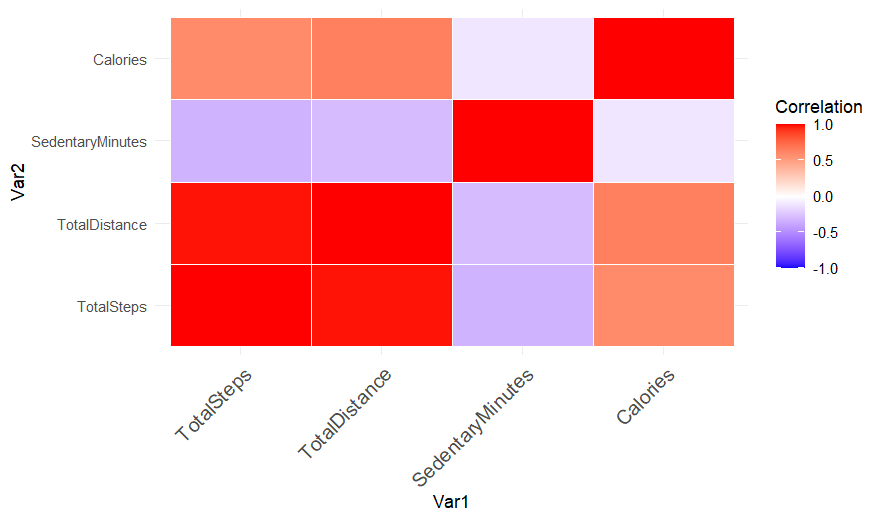 Calories
SedentaryMinutes
TotalDistance
TotalSteps
Var2
TotalSteps
TotalDistance
SedentaryMinutes
Calories
Var1
Correlation
1.0
0.5
0.0
-0.5
-1.0